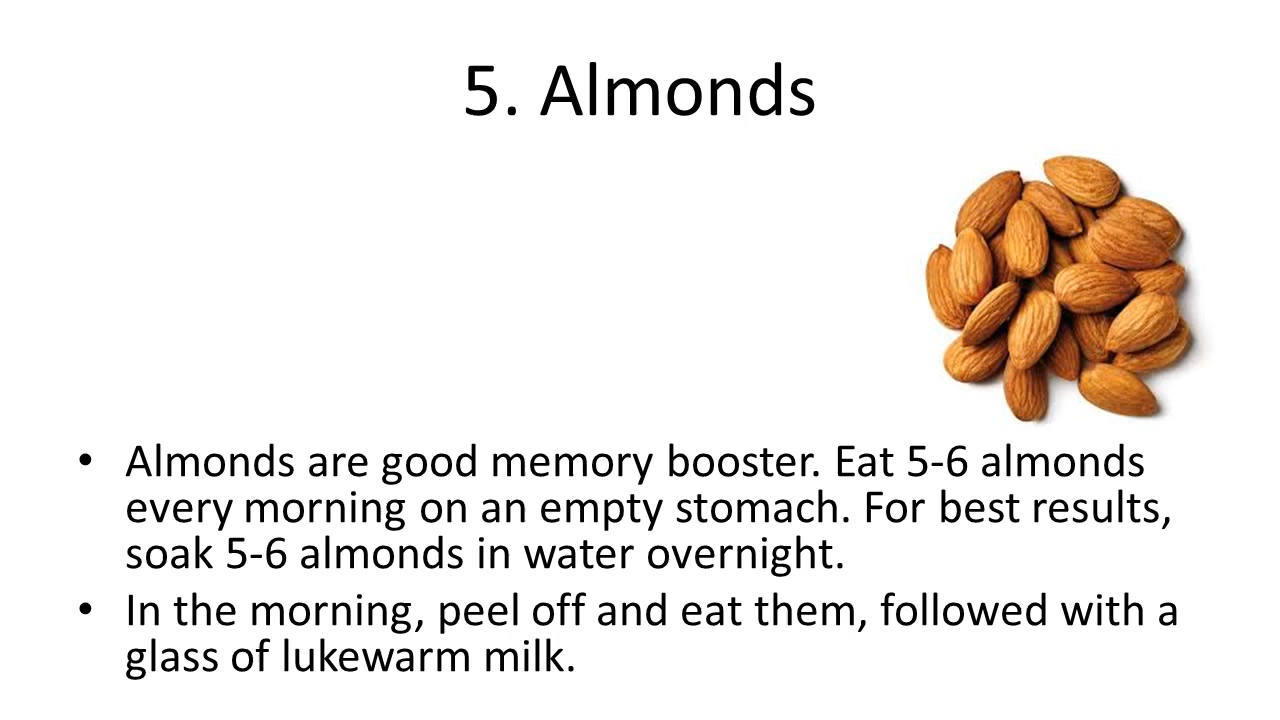 5. Almonds
• Almonds are good memory booster. Eat 5-6 almonds
every morning on an empty stomach. For best results,
soak 5-6 almonds in water overnight.
• In the morning, peel off and eat them, followed with a
glass of lukewarm milk.